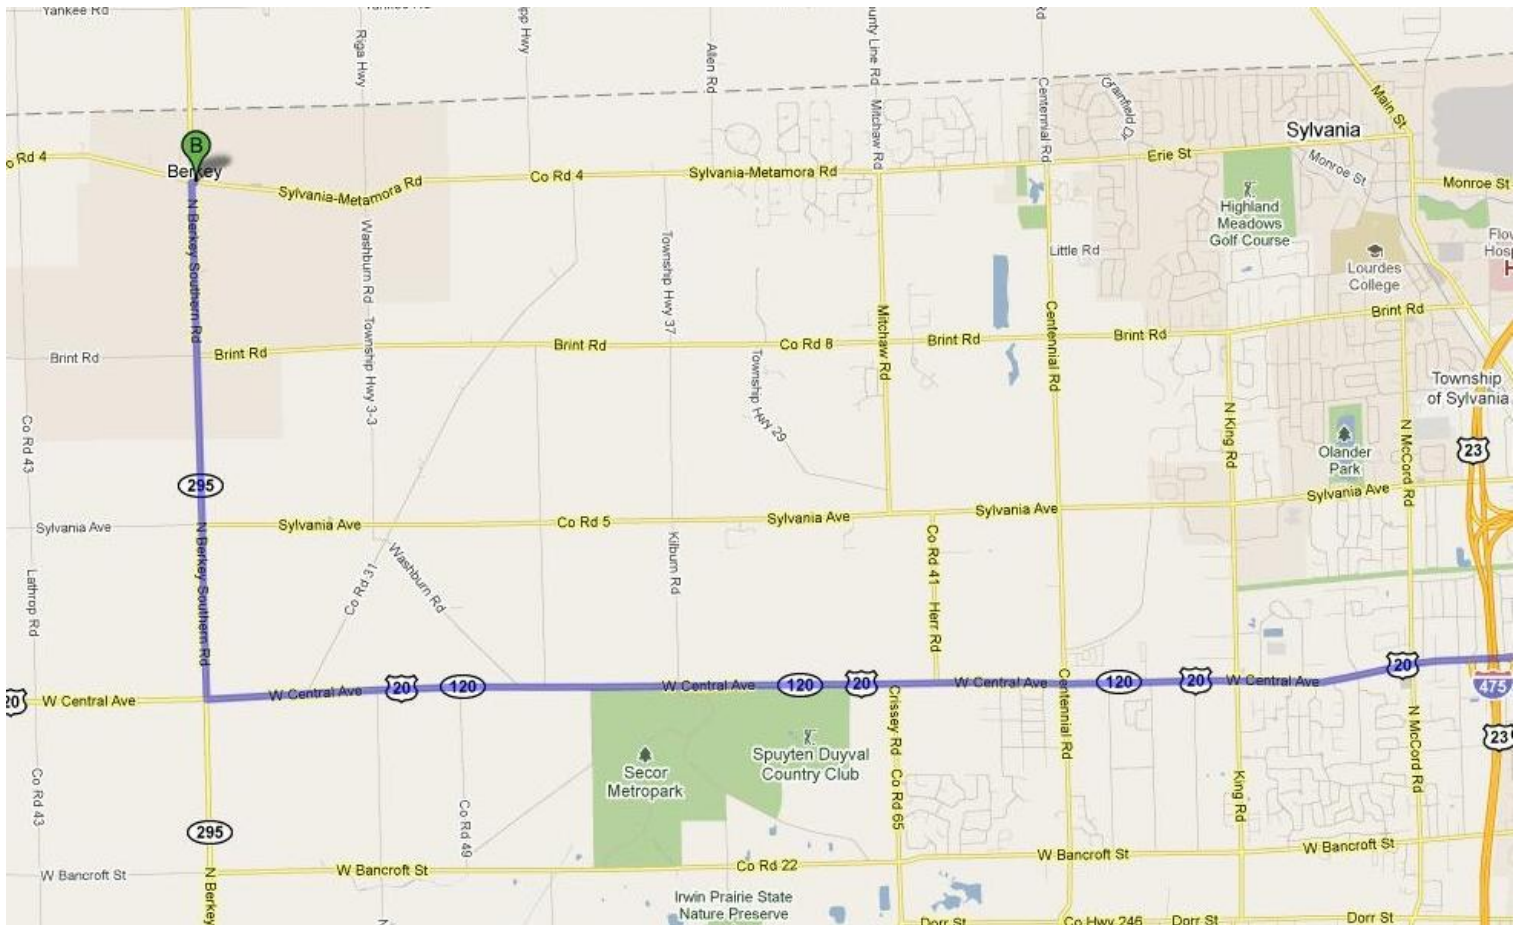 Yankee Rd
Riga Hwy
Allen Rd
Mitchaw Rd
Centennial Rd
Main St
B
Berkey
Co Rd 4
Sylvania-Metamora Rd
Sylvania-Metamora Rd
Erie St
Sylvania
Monroe St
Monroe St
Highland
Meadows
Golf Course
Lourdes
College
N Berkey Southern Rd
Washburn Rd
Township Hwy 3-3
Township Hwy 37
Little Rd
Mitchaw Rd
Centennial Rd
Brint Rd
Brint Rd
Brint Rd
Co Rd 8
Brint Rd
Brint Rd
Brint Rd
Township Hwy 29
Township
of Sylvania
Co Rd 43
N King Rd
N McCord Rd
Olander
Park
23
295
Sylvania Ave
Sylvania Ave
Co Rd 5
Sylvania Ave
Sylvania Ave
Sylvania Ave
N Berkey Southern Rd
Lathrop Rd
Co Rd 31
Washburn Rd
Kilburn Rd
Co Rd 41
Herr Rd
20
W Central Ave
W Central Ave
20
120
W Central Ave
120
20
W Central Ave
120
20
W Central Ave
20
475
23
Co Rd 43
Co Rd 49
Secor
Metropark
Spuyten Duyval
Country Club
Crissey Rd
Co Rd 65
Centennial Rd
King Rd
N McCord Rd
295
N Berkey
W Bancroft St
W Bancroft St
Co Rd 22
W Bancroft St
W Bancroft St
Irwin Prairie State
Nature Preserve
Dorr St
Co Hwy 246
Dorr St
Dorr St